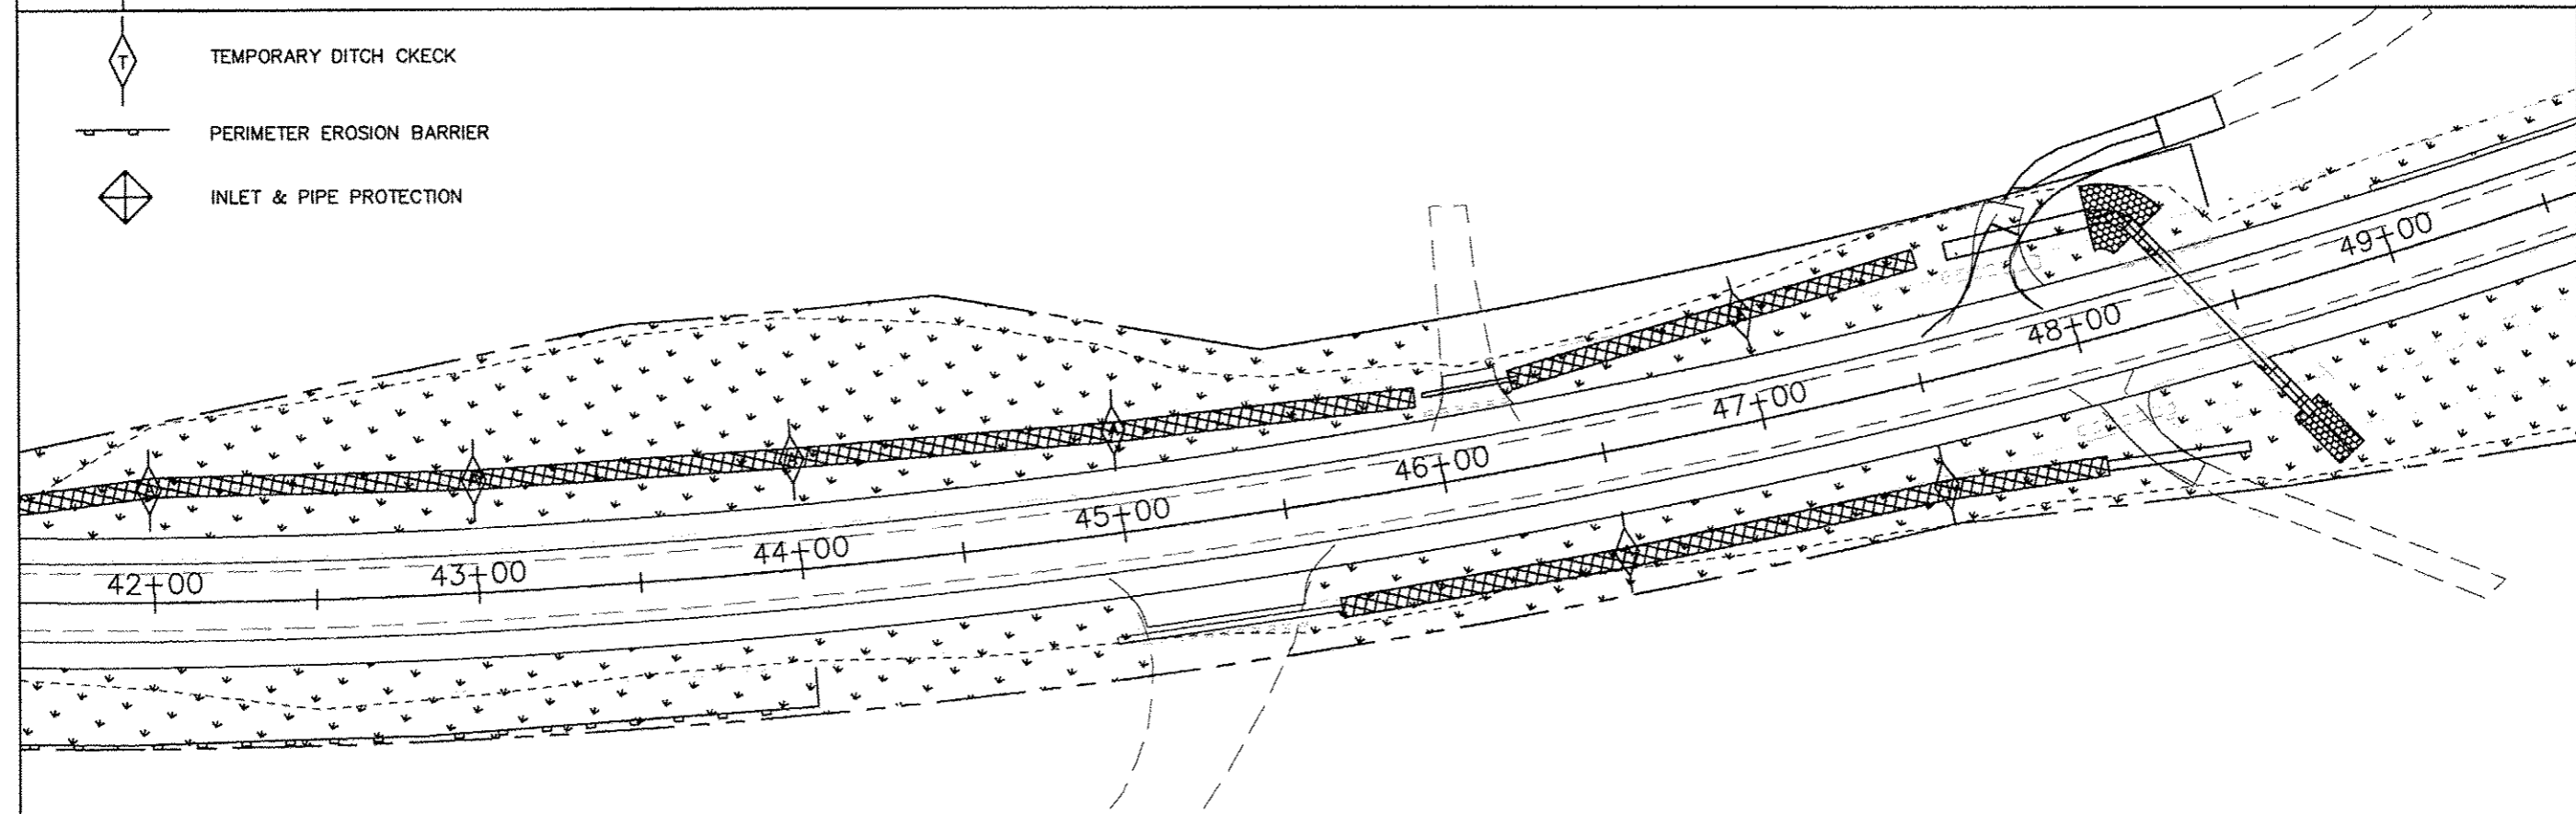 T
TEMPORARY DITCH CKECK
PERIMETER EROSION BARRIER
INLET & PIPE PROTECTION
49+00
48+00
47+00
46+00
45+00
44+00
43+00
42+00